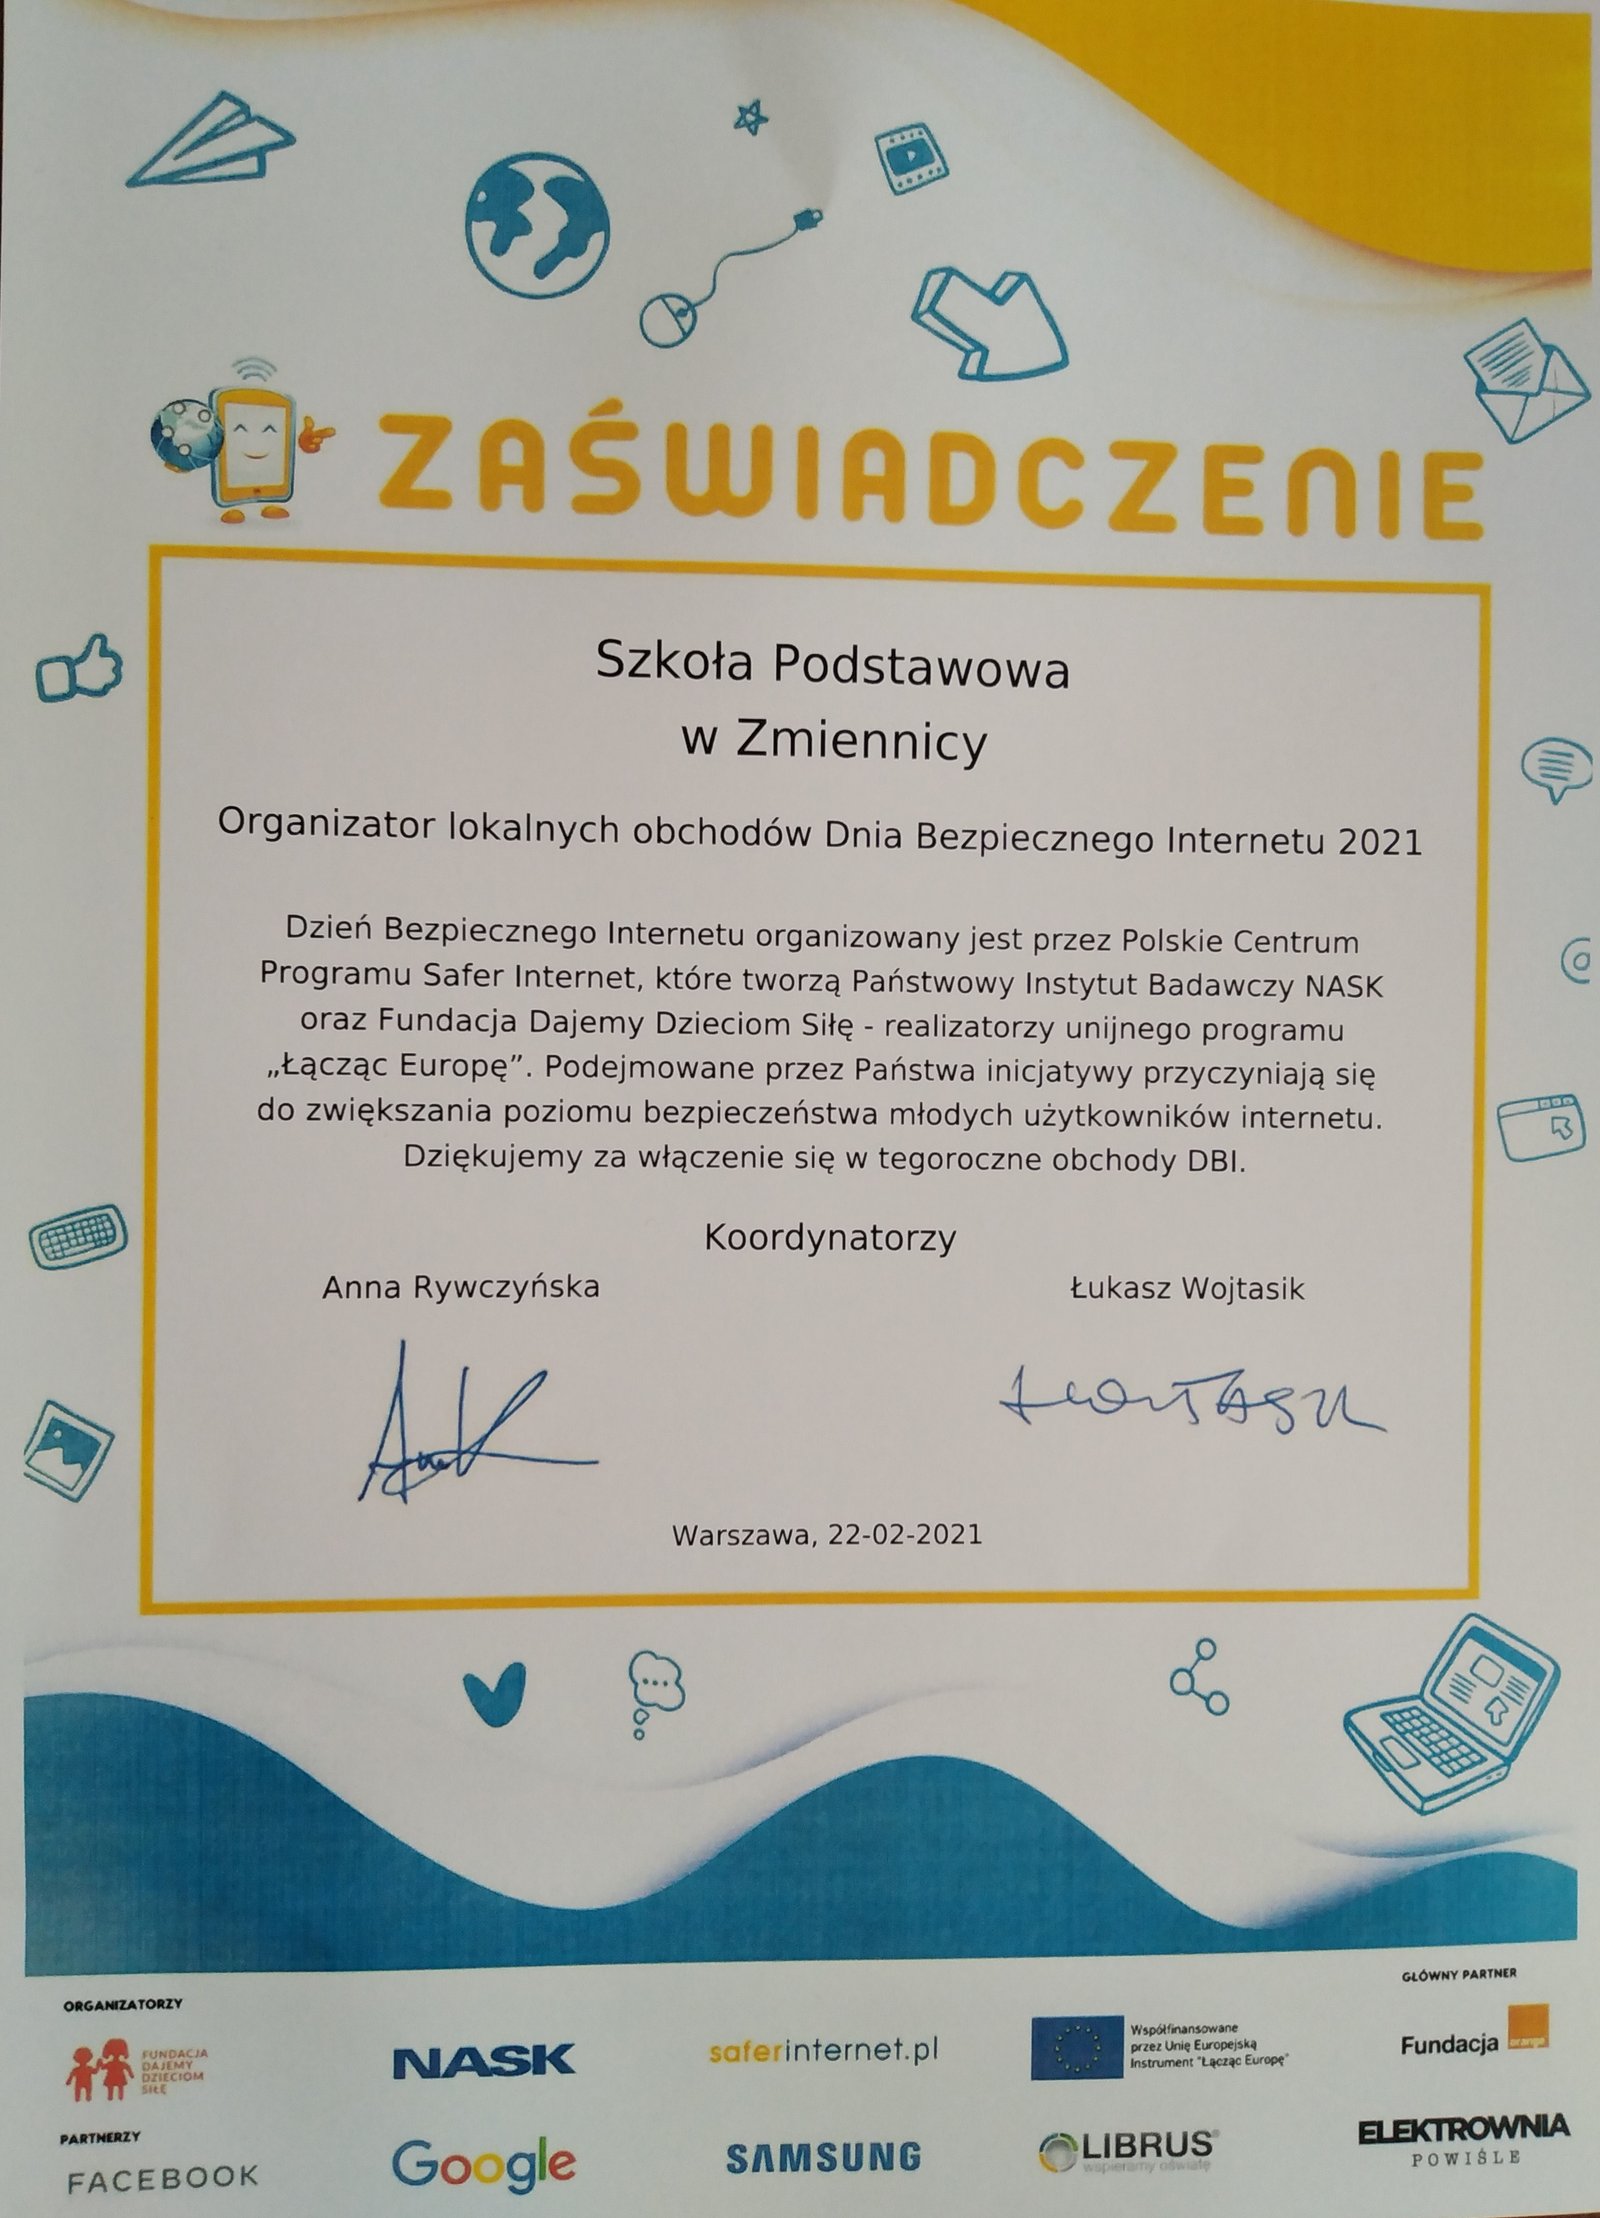 ZAŚWIADCZENIE
Szkoła Podstawowa
w Zmiennicy
Organizator lokalnych obchodów Dnia Bezpiecznego Internetu 2021
Dzień Bezpiecznego Internetu organizowany jest przez Polskie Centrum
Programu Safer Internet, które tworzą Państwowy Instytut Badawczy NASK
oraz Fundacja Dajemy Dzieciom Siłę - realizatorzy unijnego programu
„Łącząc Europę”. Podejmowane przez Państwa inicjatywy przyczyniają się
do zwiększania poziomu bezpieczeństwa młodych użytkowników internetu.
Dziękujemy za włączenie się w tegoroczne obchody DBI.
Koordynatorzy
Anna Rywczyńska
Łukasz Wojtasik
Warszawa, 22-02-2021
ORGANIZATORZY
FUNDACJA
DAJEMY
DZIECIOM
SIŁĘ
NASK
saferinternet.pl
Współfinansowane
przez Unię Europejską
Instrument "Łącząc Europę"
GŁÓWNY PARTNER
Fundacja
orange
PARTNERZY
FACEBOOK
Google
SAMSUNG
LIBRUS
wspieramy oświatę
ELEKTROWNIA
POWIŚLE